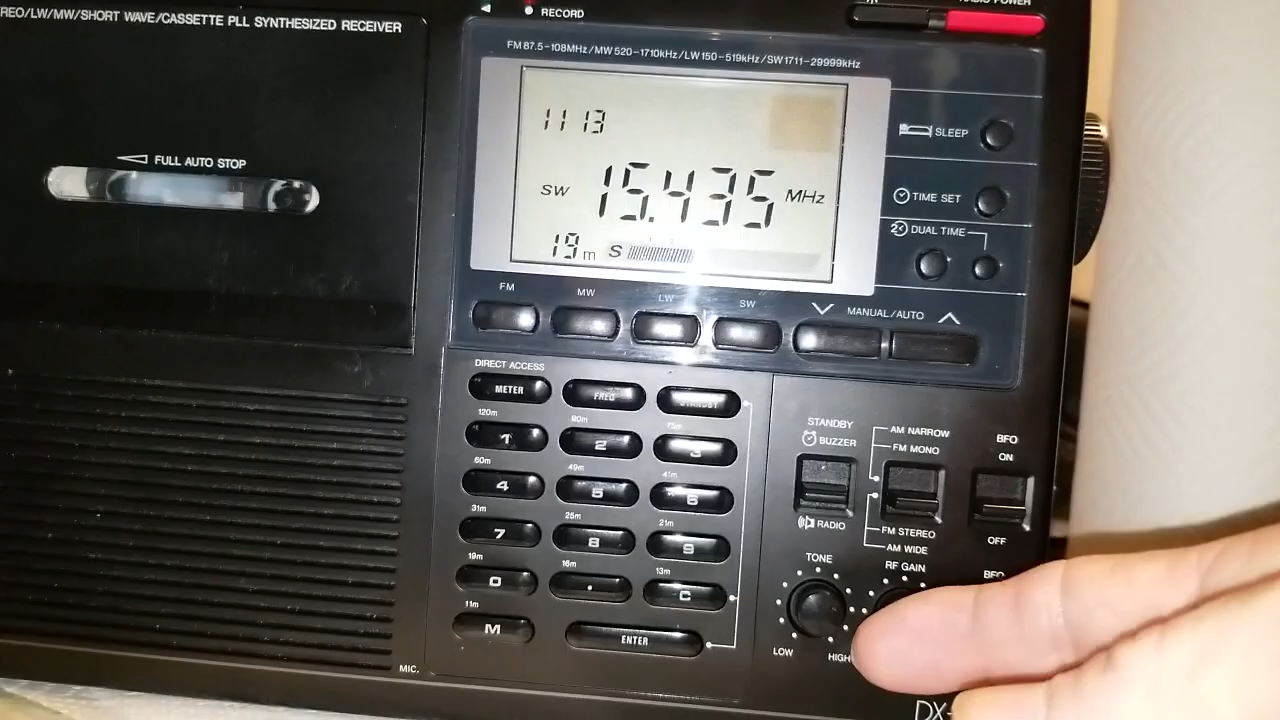 REO/LW/MW/SHORT WAVE/CASSETTE PLL SYNTHESIZED RECEIVER
RECORD
RADIO POWER
FM 87.5-108MHz/MW 520-1710kHz/LW 150-519kHz/SW 1711-29999kHz
11 13
SW 15.435 MHz
19 m S
SLEEP
TIME SET
DUAL TIME
FULL AUTO STOP
FM MW LW SW MANUAL/AUTO
DIRECT ACCESS
METER FREQ STANDBY
120m 90m 75m
1 2 3
60m 49m 41m
4 5 6
31m 25m 21m
7 8 9
19m 16m 13m
0 . C
11m
M ENTER
MIC.
STANDBY
BUZZER
RADIO
AM NARROW
FM MONO
FM STEREO
AM WIDE
BFO
ON
OFF
TONE
LOW HIGH
RF GAIN
BFO
DX-